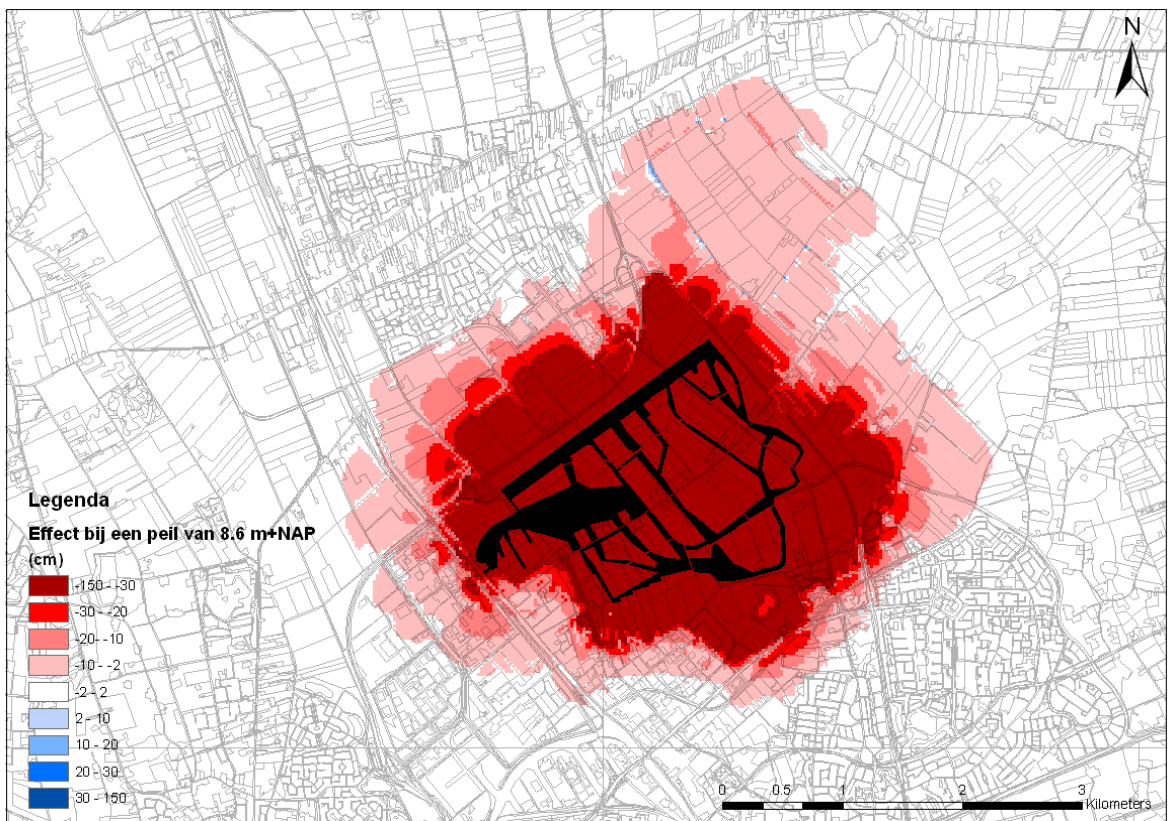 N
Legenda
Effect bij een peil van 8.6 m+NAP
(cm)
-150 - -30
-30 - -20
-20 - -10
-10 - -2
-2 - 2
2 - 10
10 - 20
20 - 30
30 - 150
0 0.5 1 2 3
Kilometers